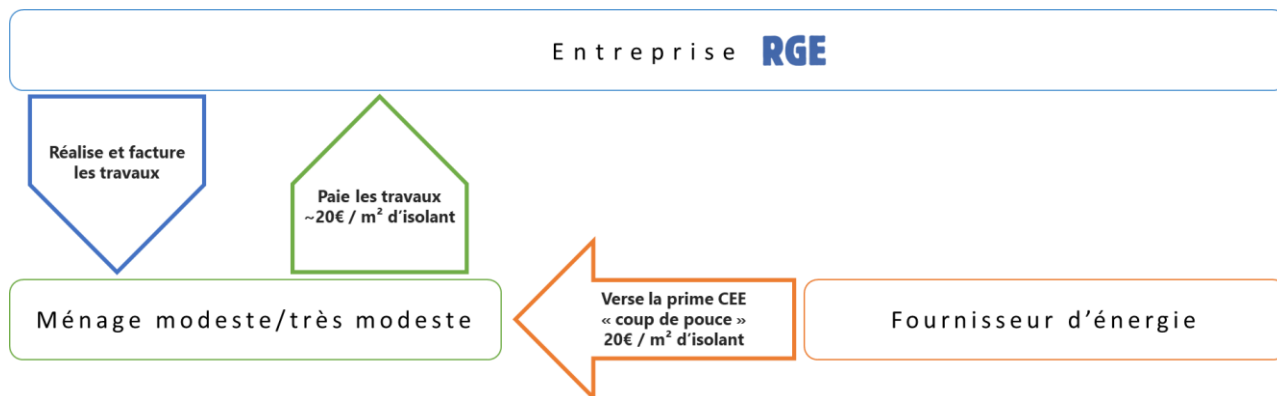 Entreprise RGE
Réalise et facture
les travaux
Paie les travaux
~20€ / m² d’isolant
Verse la prime CEE
« coup de pouce »
20€ / m² d’isolant
Ménage modeste/très modeste
Fournisseur d’énergie